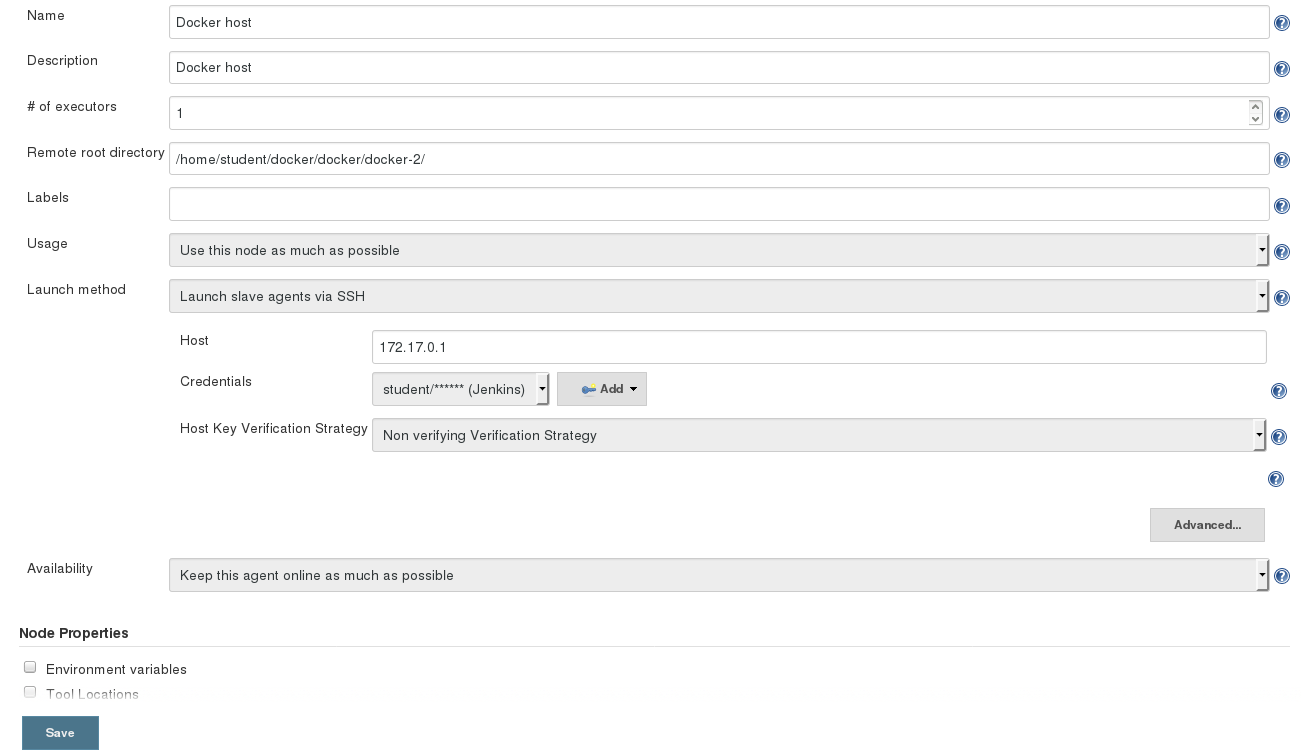 Name
Docker host
Description
Docker host
# of executors
1
Remote root directory
/home/student/docker/docker/docker-2/
Labels
Usage
Use this node as much as possible
Launch method
Launch slave agents via SSH
Host
172.17.0.1
Credentials
student/****** (Jenkins)
Add
Host Key Verification Strategy
Non verifying Verification Strategy
Advanced...
Availability
Keep this agent online as much as possible
Node Properties
Environment variables
Tool Locations
Save